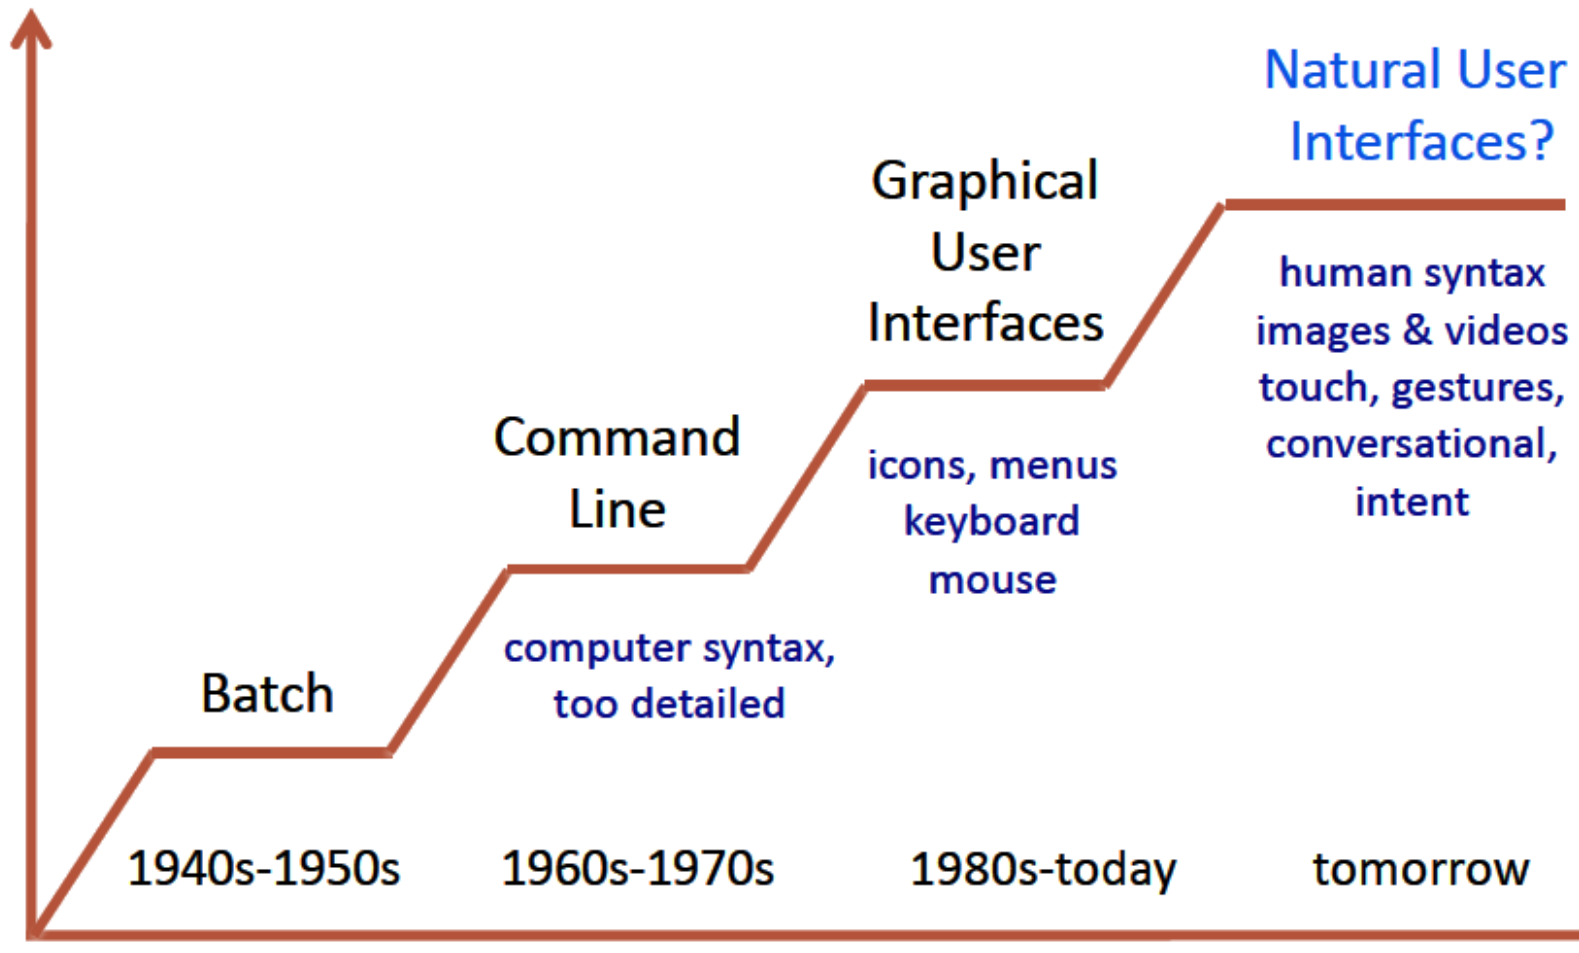 Natural User
Interfaces?
human syntax
images & videos
touch, gestures,
conversational,
intent
Graphical
User
Interfaces
icons, menus
keyboard
mouse
Command
Line
computer syntax,
too detailed
Batch
1940s-1950s
1960s-1970s
1980s-today
tomorrow